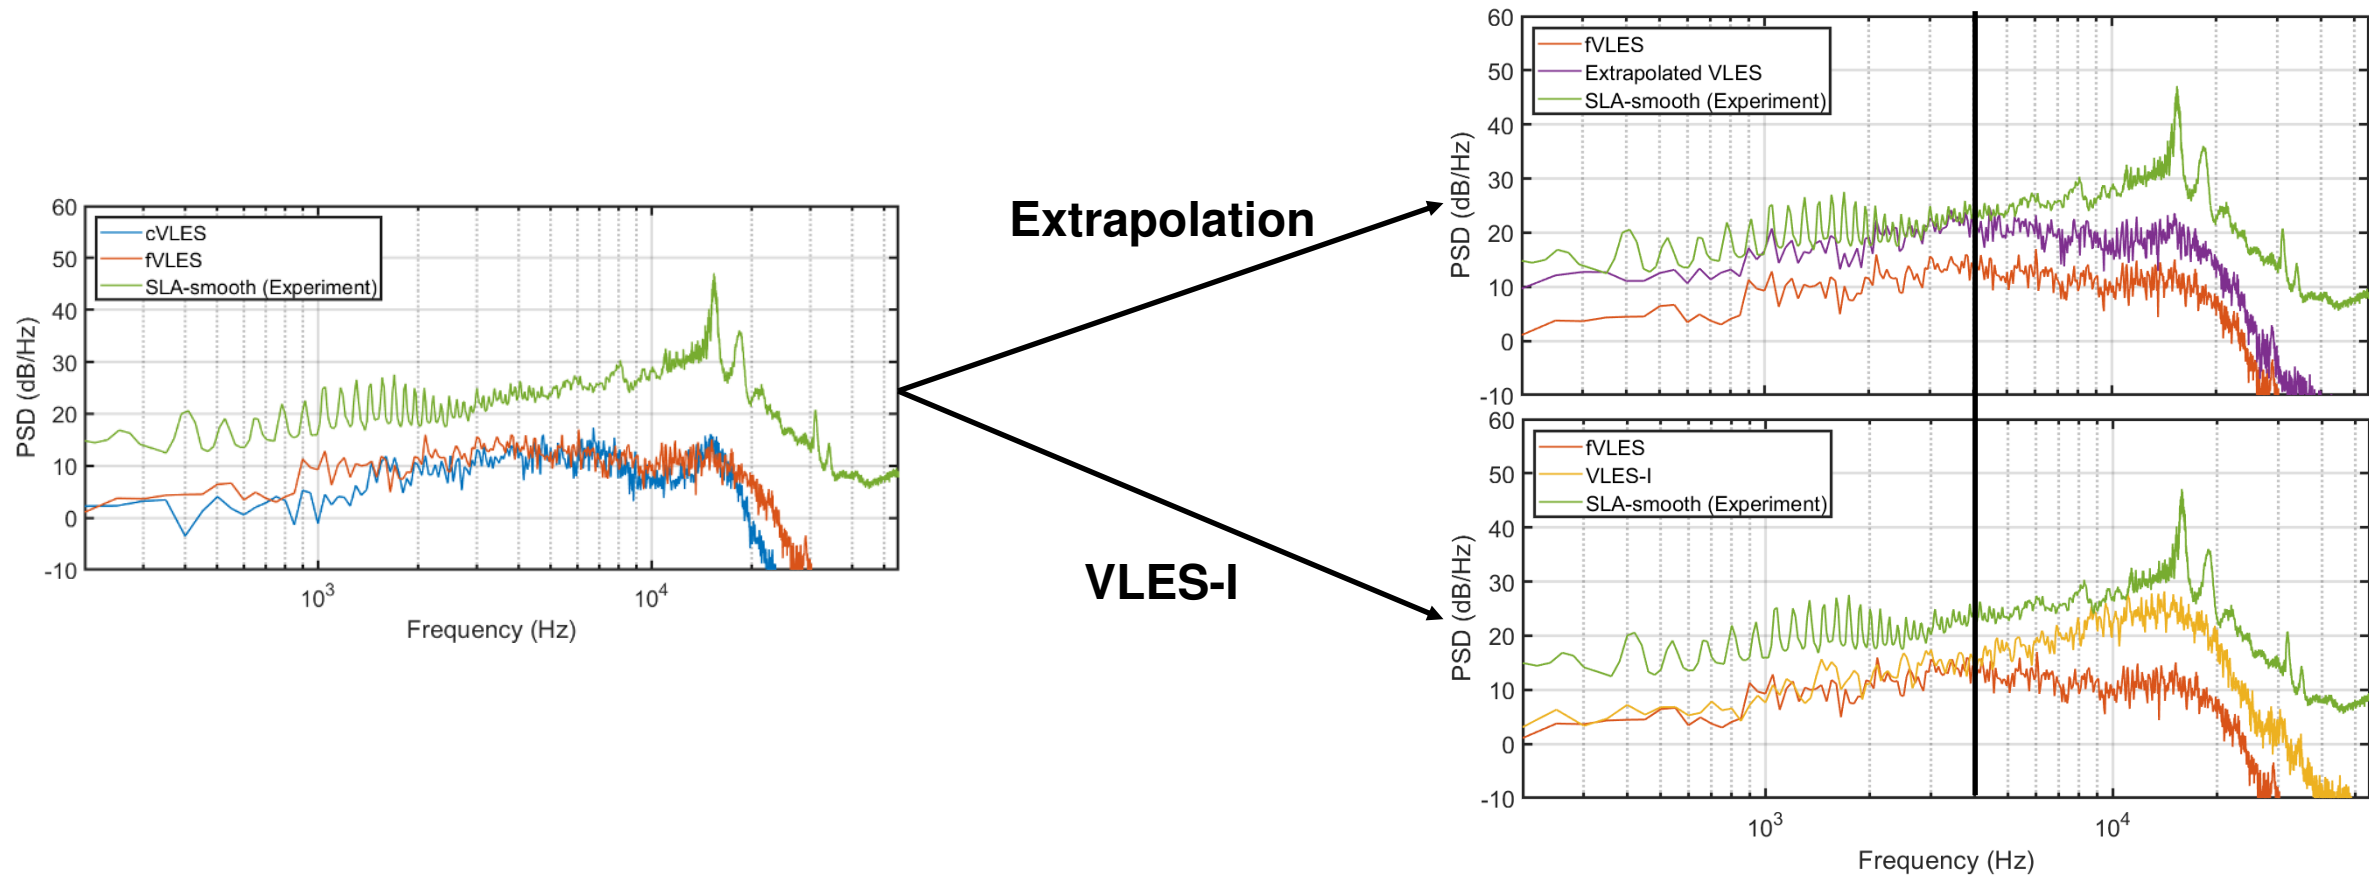 60
50
40
30
20
10
0
-10
cVLES
fVLES
SLA-smooth (Experiment)
PSD (dB/Hz)
10^3
10^4
Frequency (Hz)
Extrapolation
VLES-I
60
50
40
30
20
10
0
-10
fVLES
Extrapolated VLES
SLA-smooth (Experiment)
PSD (dB/Hz)
60
50
40
30
20
10
0
-10
fVLES
VLES-I
SLA-smooth (Experiment)
PSD (dB/Hz)
10^3
10^4
Frequency (Hz)